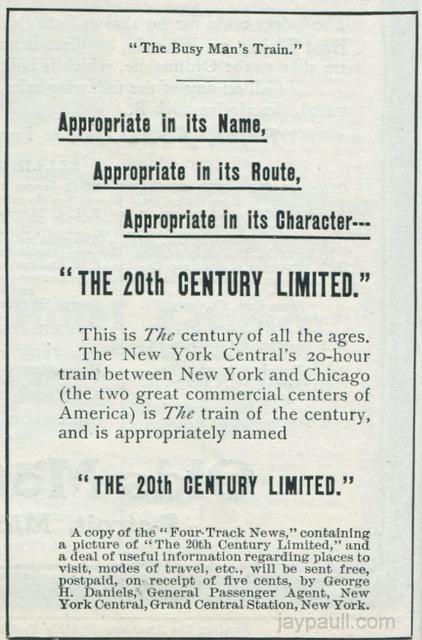 "The Busy Man's Train."
Appropriate in its Name,
Appropriate in its Route,
Appropriate in its Character---
"THE 20th CENTURY LIMITED."
This is The century of all the ages.
The New York Central's 20-hour
train between New York and Chicago
(the two great commercial centers of
America) is The train of the century,
and is appropriately named
"THE 20th CENTURY LIMITED."
A copy of the "Four-Track News," containing
a picture of "The 20th Century Limited," and
a deal of useful information regarding places to
visit, modes of travel, etc., will be sent free,
postpaid, on receipt of five cents, by George
H. Daniels, General Passenger Agent, New
York Central, Grand Central Station, New York.
jaypaull.com